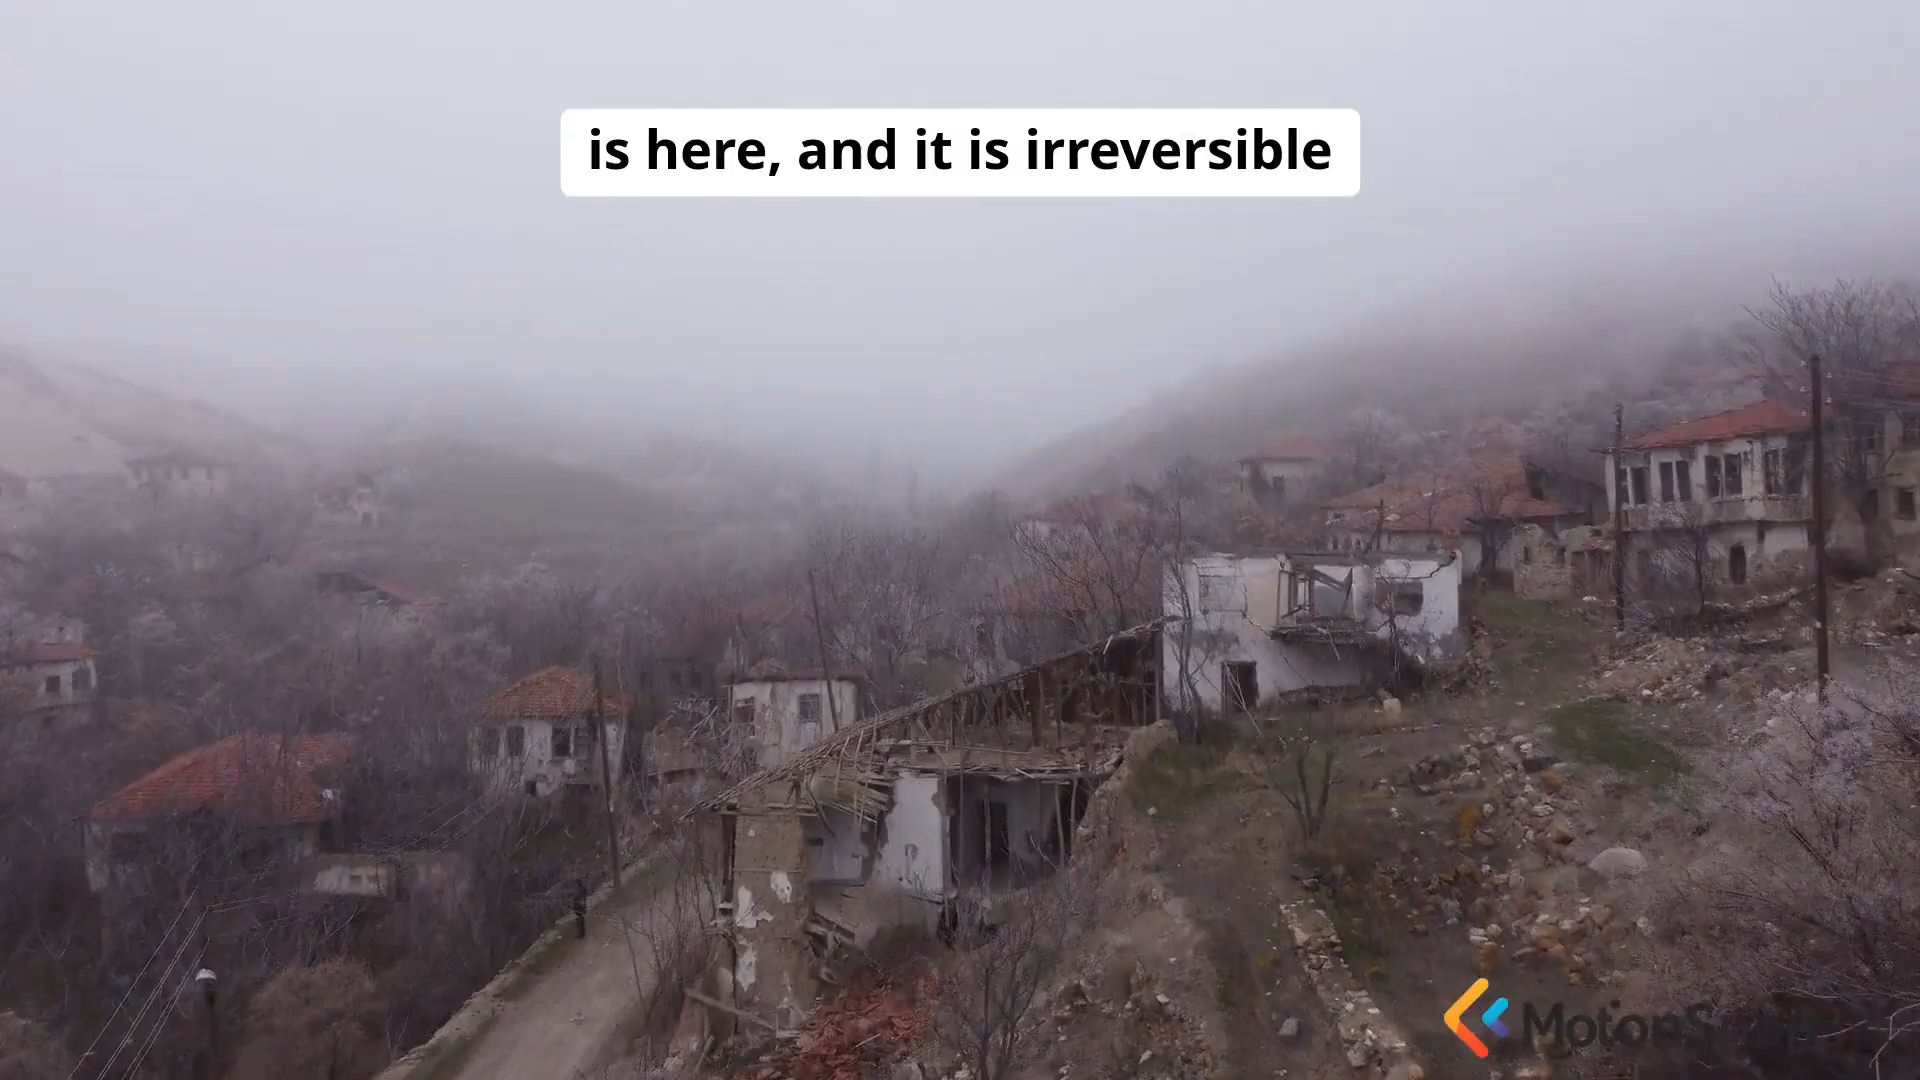 is here, and it is irreversible